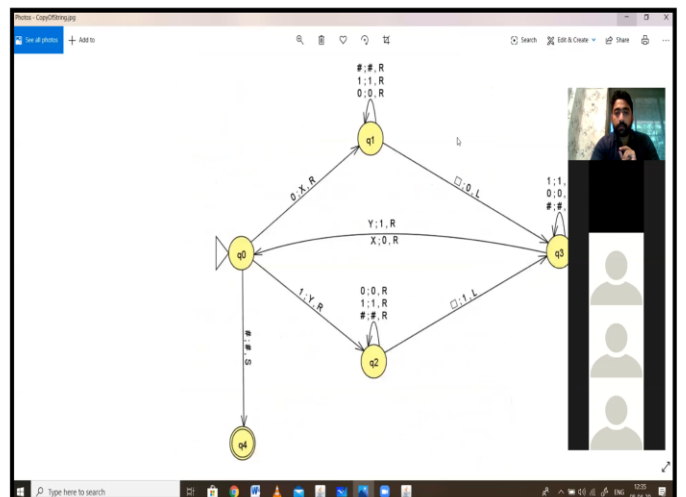 Photos - CopyOfString.jpg
See all photos
Add to
Search
Edit & Create
Share
#;#,R
1;1,R
0;0,R
q1
0;X,R
□;0,L
1;1,
0;0,
#;#,
Y;1,R
X;0,R
q0
q3
1;Y,R
0;0,R
1;1,R
#;#,R
□;1,L
q2
#;#,S
q4
Type here to search
ENG
12:35